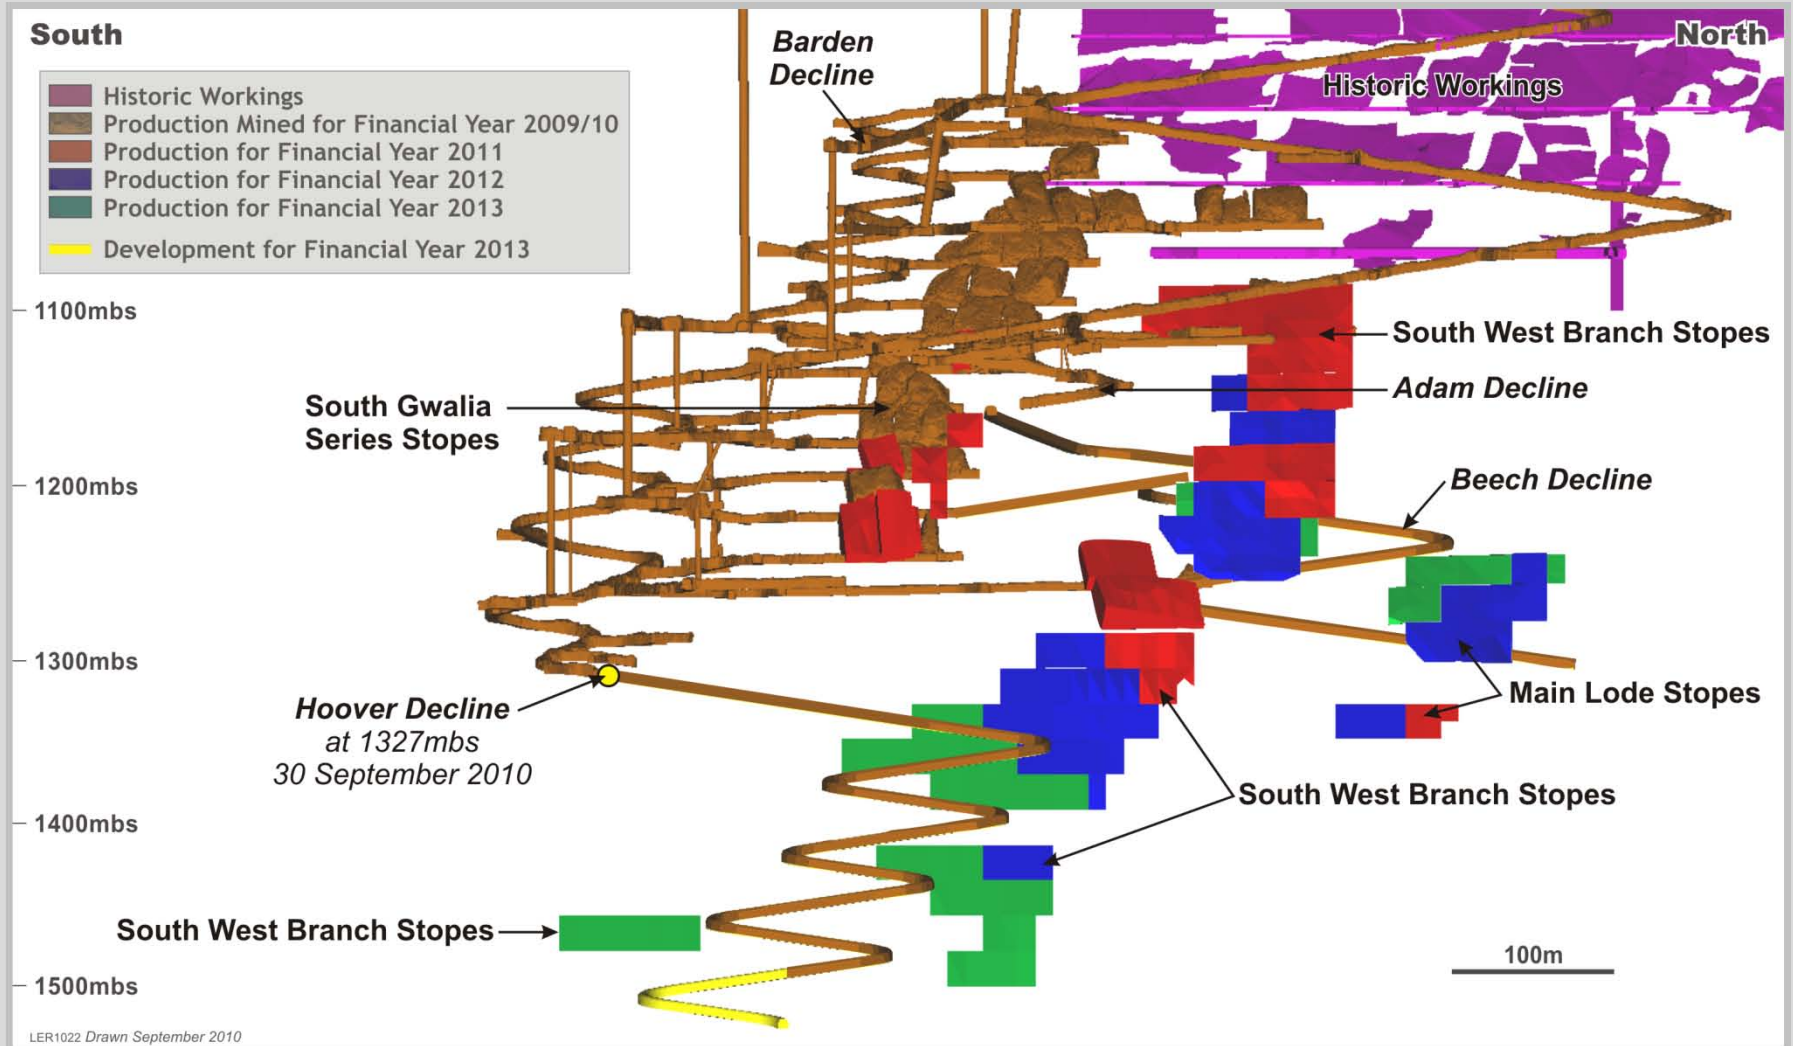 South
North
Historic Workings
Production Mined for Financial Year 2009/10
Production for Financial Year 2011
Production for Financial Year 2012
Production for Financial Year 2013
Development for Financial Year 2013
Barden
Decline
Historic Workings
1100mbs
South West Branch Stopes
Adam Decline
South Gwalia
Series Stopes
1200mbs
Beech Decline
1300mbs
Hoover Decline
at 1327mbs
30 September 2010
Main Lode Stopes
South West Branch Stopes
1400mbs
South West Branch Stopes
100m
1500mbs
LER1022 Drawn September 2010